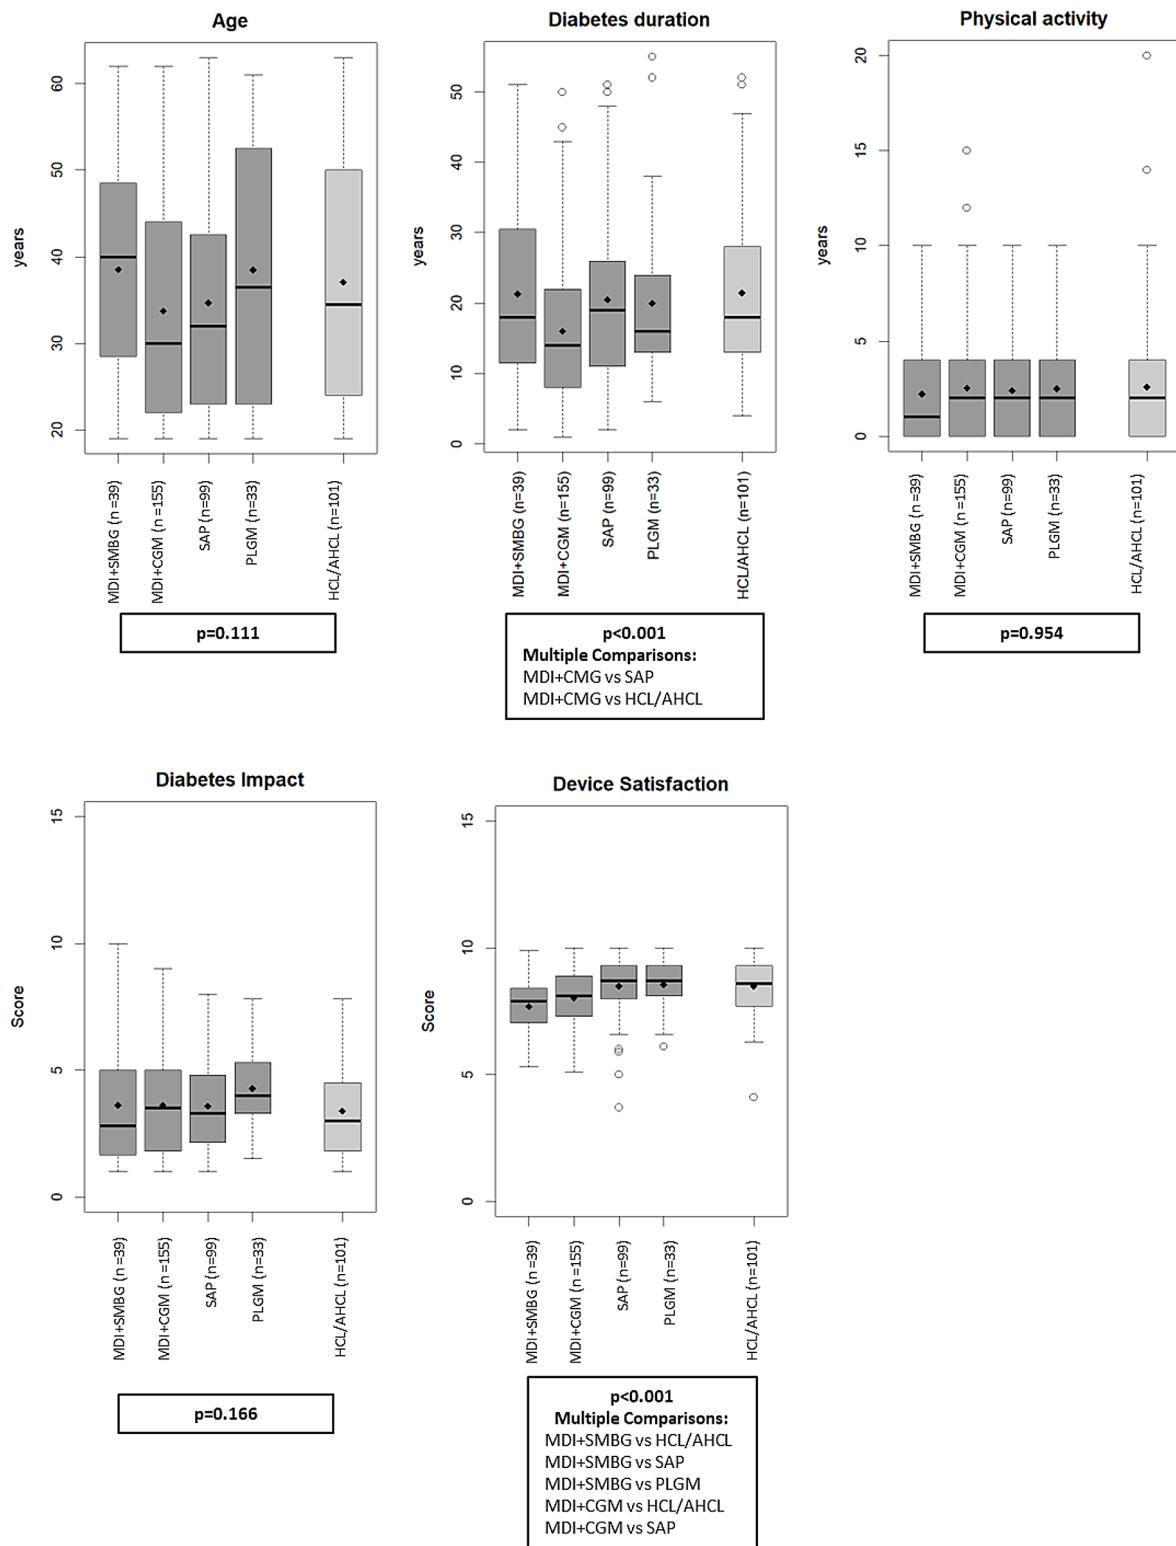 Age
years
20
30
40
50
60
MDI+SMBG (n =39)
MDI+CGM (n =155)
SAP (n=99)
PLGM (n=33)
HCL/AHCL (n=101)
p=0.111
Diabetes duration
years
0
10
20
30
40
50
MDI+SMBG (n=39)
MDI+CGM (n=155)
SAP (n=99)
PLGM (n=33)
HCL/AHCL (n=101)
p<0.001
Multiple Comparisons:
MDI+CMG vs SAP
MDI+CMG vs HCL/AHCL
Physical activity
years
0
5
10
15
20
MDI+SMBG (n =39)
MDI+CGM (n =155)
SAP (n=99)
PLGM (n=33)
HCL/AHCL (n=101)
p=0.954
Diabetes Impact
Score
0
5
10
15
MDI+SMBG (n =39)
MDI+CGM (n =155)
SAP (n=99)
PLGM (n=33)
HCL/AHCL (n=101)
p=0.166
Device Satisfaction
Score
0
5
10
15
MDI+SMBG (n =39)
MDI+CGM (n =155)
SAP (n=99)
PLGM (n=33)
HCL/AHCL (n=101)
p<0.001
Multiple Comparisons:
MDI+SMBG vs HCL/AHCL
MDI+SMBG vs SAP
MDI+SMBG vs PLGM
MDI+CGM vs HCL/AHCL
MDI+CGM vs SAP